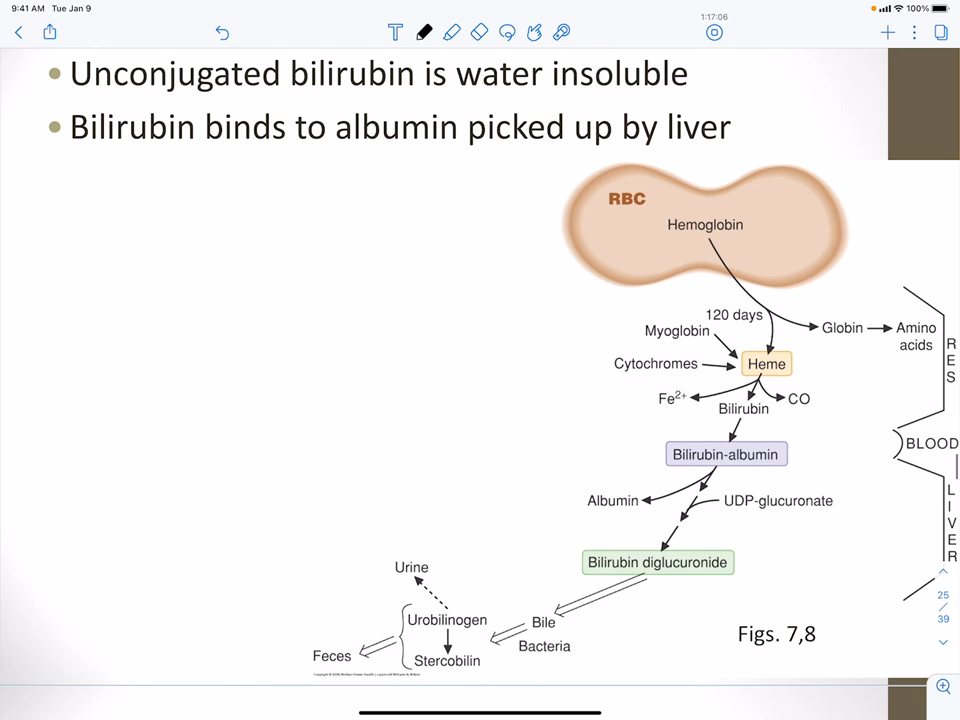 9:41 AM Tue Jan 9
100%
1:17:06
T
• Unconjugated bilirubin is water insoluble
• Bilirubin binds to albumin picked up by liver
RBC
Hemoglobin
120 days
Globin
Amino
acids
Myoglobin
Cytochromes
Heme
Fe2+
CO
Bilirubin
RES
BLOOD
Bilirubin-albumin
Albumin
UDP-glucuronate
LIVER
Bilirubin diglucuronide
Urine
Urobilinogen
Bile
Bacteria
Feces
Stercobilin
Figs. 7,8
25
/
39